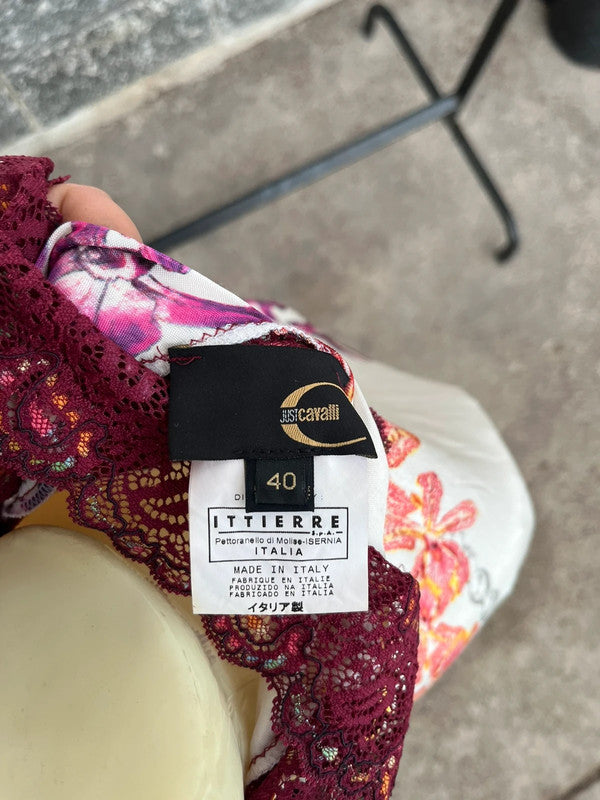 JUST cavalli
40
DI
Y:
ITTIERRE
S.p.A.
Pettoranello di Molise-ISERNIA
ITALIA
MADE IN ITALY
FABRIQUE EN ITALIE
PRODUZIDO NA ITALIA
FABRICADO EN ITALIA
イタリア製